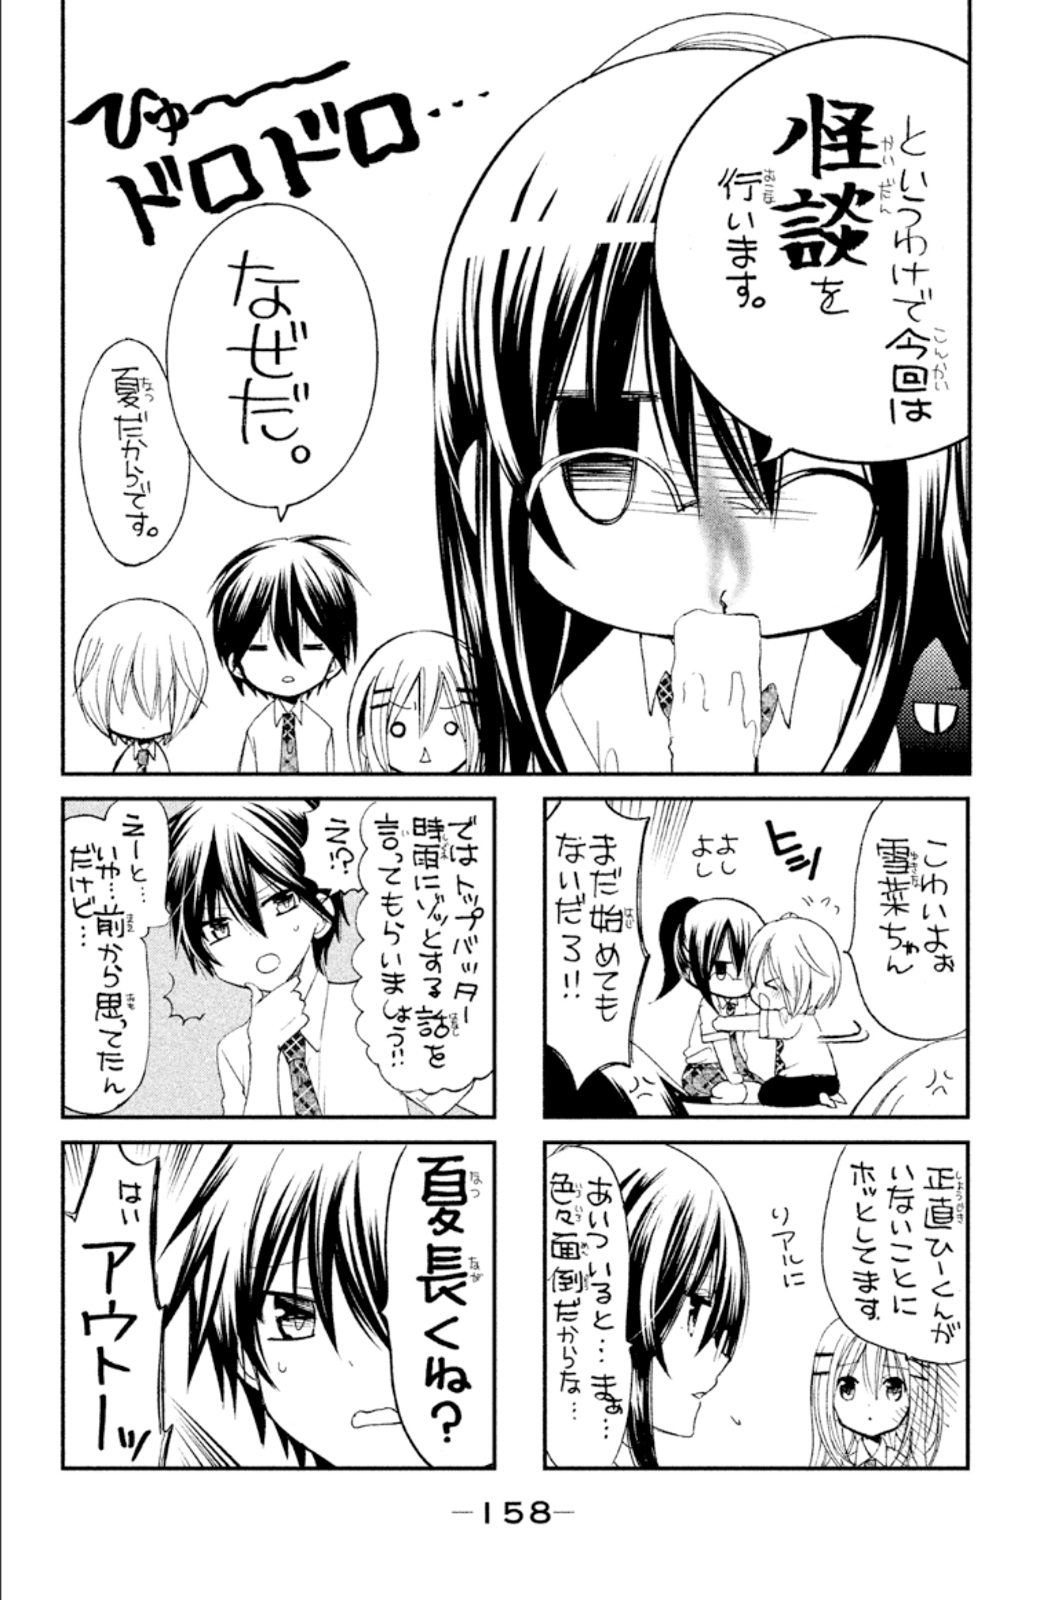 というわけで今回は
怪談を
行います。
ひゅ〜〜
ドロドロ…
なぜだ。
夏だからです。
こわいよぉ
雪菜ちゃん
ヒシ
よし
よし
まだ始めても
ないだろ!!
正直ひーくんが
いないことに
ホッとしてます
リアルに
あいついると…まぁ…
色々面倒だからな…
ではトップバッター
時雨にゾッとする話を
言ってもらいましょう!!
え!?
えーと…
いや…前から思ってたん
だけど…
夏長くね?
はい
アウトーッ
—158—